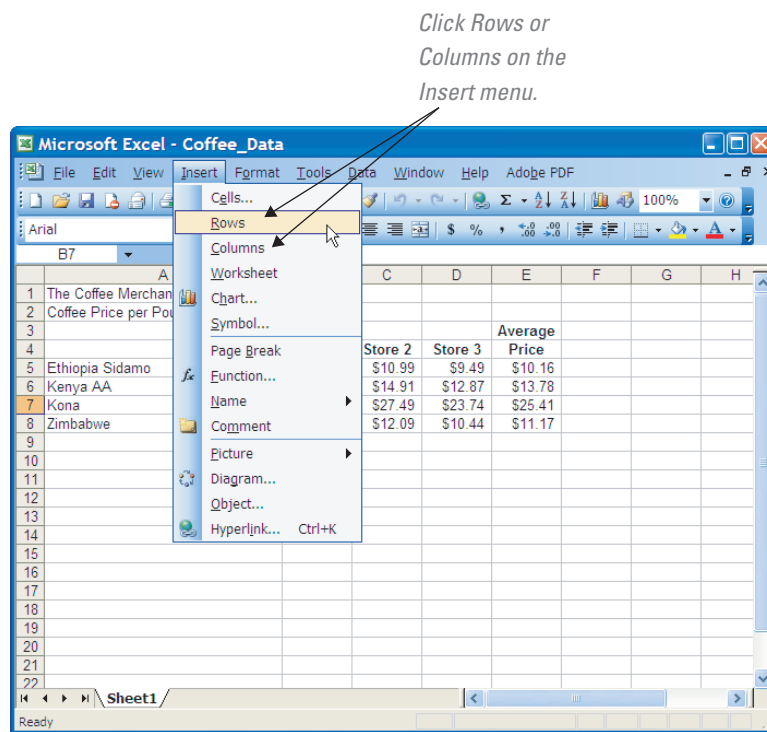 Click Rows or
Columns on the
Insert menu.
Microsoft Excel - Coffee_Data
File Edit View Insert Format Tools Data Window Help Adobe PDF
Σ 100%
Arial $ % ,
B7
A C D E F G H
Cells...
Rows
Columns
Worksheet
Chart...
Symbol...
Page Break
Function...
Name
Comment
Picture
Diagram...
Object...
Hyperlink... Ctrl+K
1 The Coffee Merchan
2 Coffee Price per Pou
3 Average
4 Store 2 Store 3 Price
5 Ethiopia Sidamo $10.99 $9.49 $10.16
6 Kenya AA $14.91 $12.87 $13.78
7 Kona $27.49 $23.74 $25.41
8 Zimbabwe $12.09 $10.44 $11.17
9
10
11
12
13
14
15
16
17
18
19
20
21
22
Sheet1
Ready